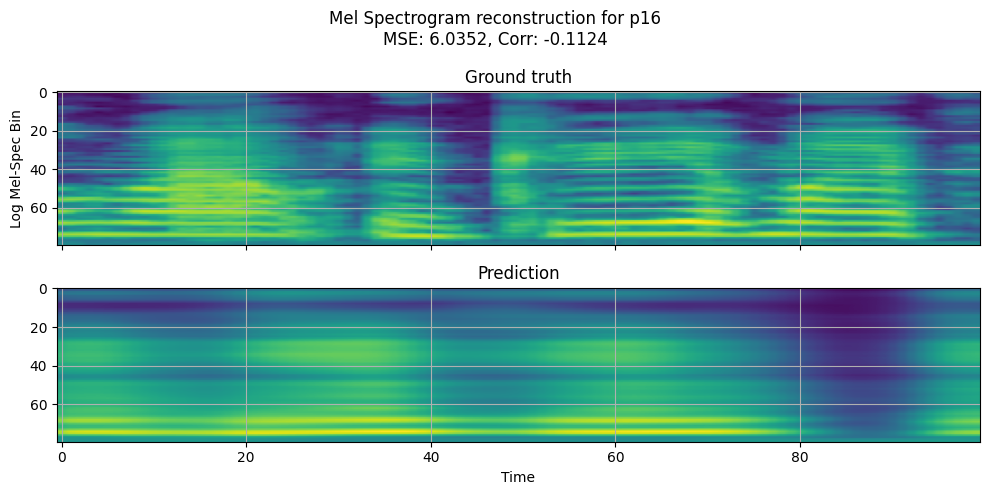 Mel Spectrogram reconstruction for p16
MSE: 6.0352, Corr: -0.1124
Ground truth
0
20
40
60
Log Mel-Spec Bin
Prediction
0
20
40
60
0 20 40 60 80
Time